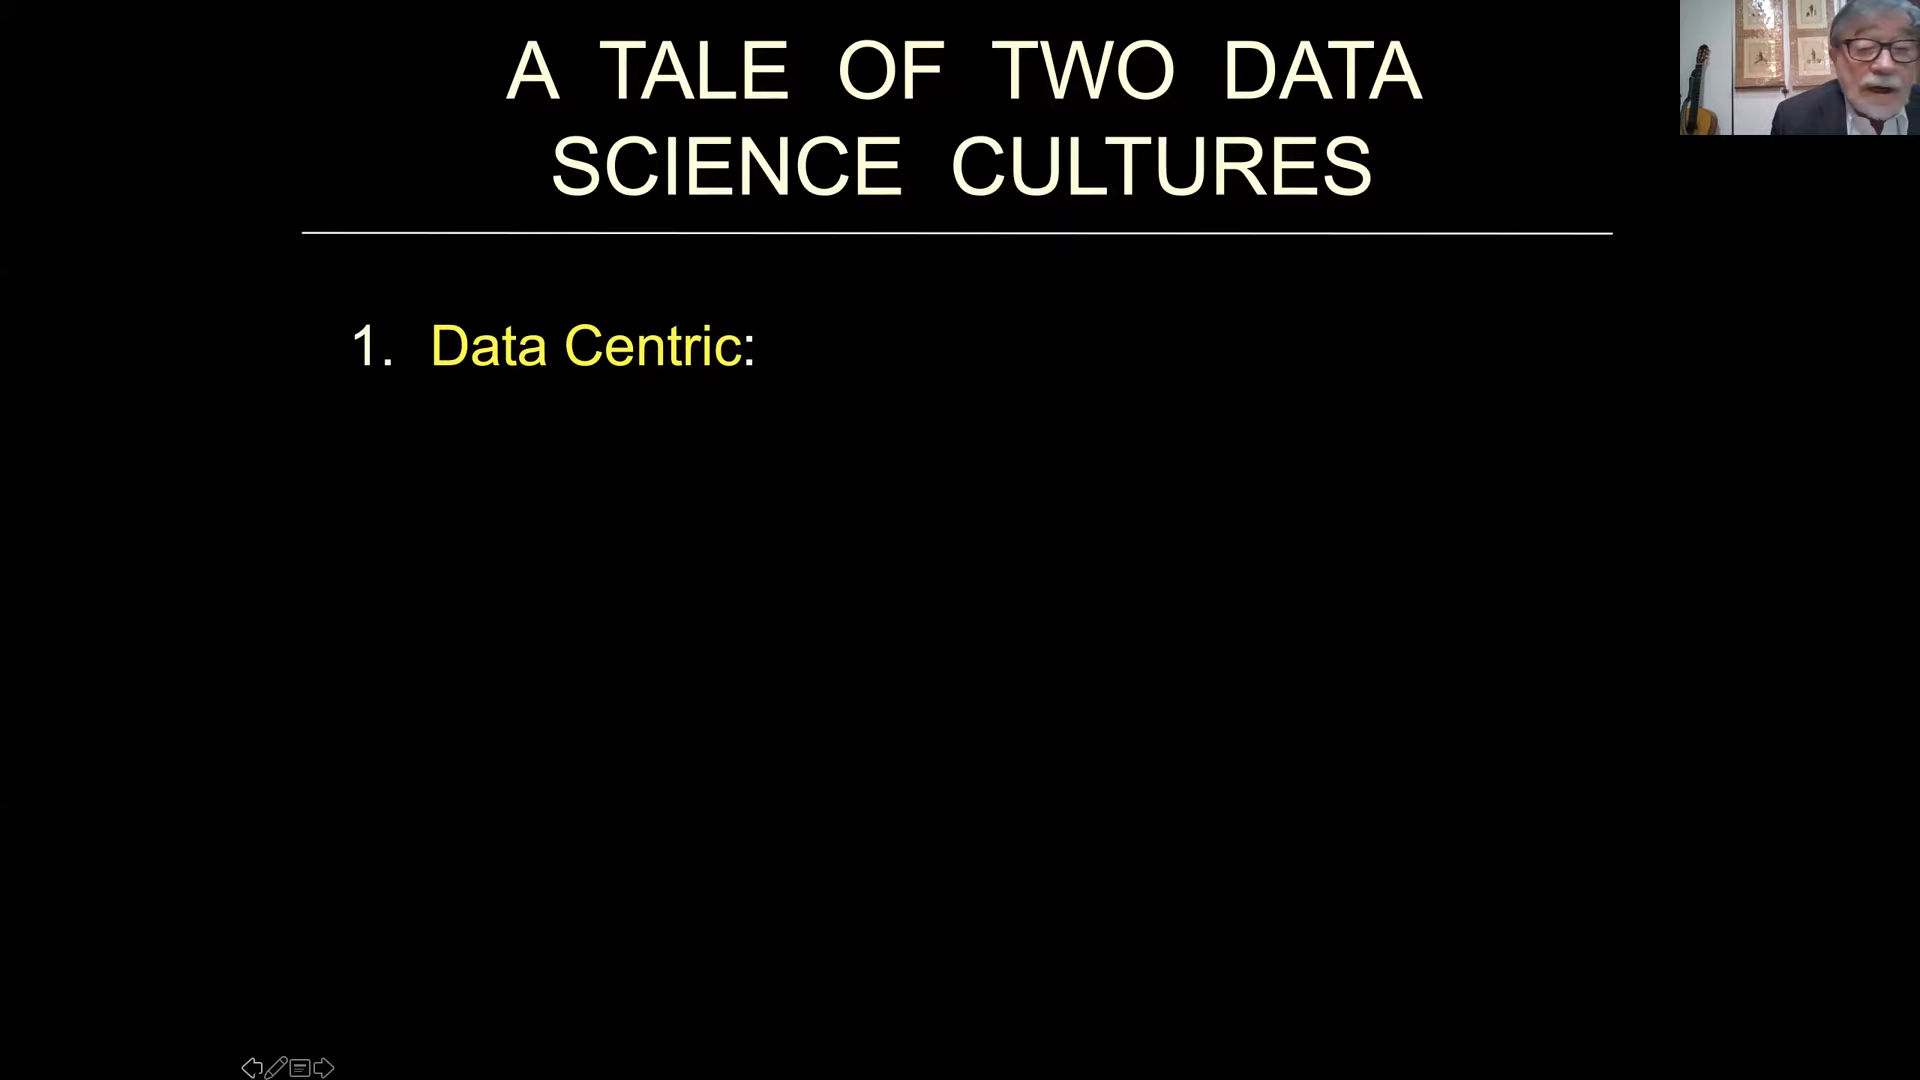 A TALE OF TWO DATA
SCIENCE CULTURES
1. Data Centric: